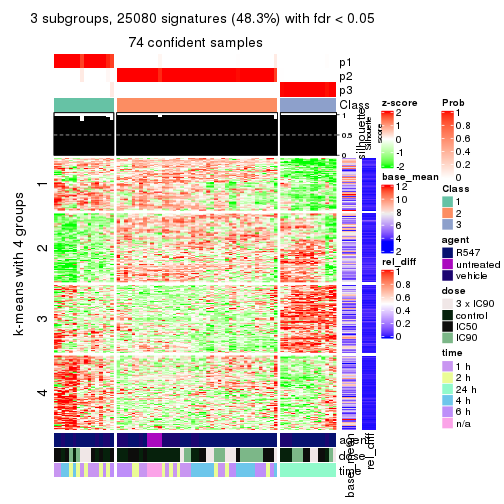 3 subgroups, 25080 signatures (48.3%) with fdr < 0.05
74 confident samples
p1
p2
p3
Class
silhouette
Silhouette
score
1
0.5
0
k-means with 4 groups
1
2
3
4
agent
dose
time
base_mean
rel_diff
z-score
2
1
0
-1
-2
base_mean
12
10
8
6
4
2
rel_diff
1
0.8
0.6
0.4
0.2
0
Prob
1
0.8
0.6
0.4
0.2
0
Class
1
2
3
agent
R547
untreated
vehicle
dose
3 x IC90
control
IC50
IC90
time
1 h
2 h
24 h
4 h
6 h
n/a